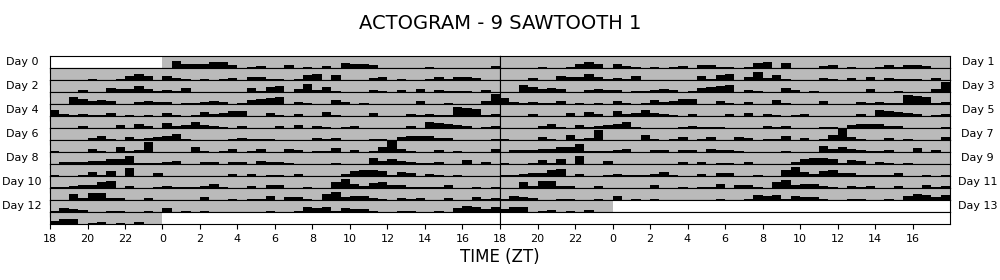 ACTOGRAM - 9 SAWTOOTH 1
Day 0 Day 1
Day 2 Day 3
Day 4 Day 5
Day 6 Day 7
Day 8 Day 9
Day 10 Day 11
Day 12 Day 13
18 20 22 0 2 4 6 8 10 12 14 16 18 20 22 0 2 4 6 8 10 12 14 16
TIME (ZT)